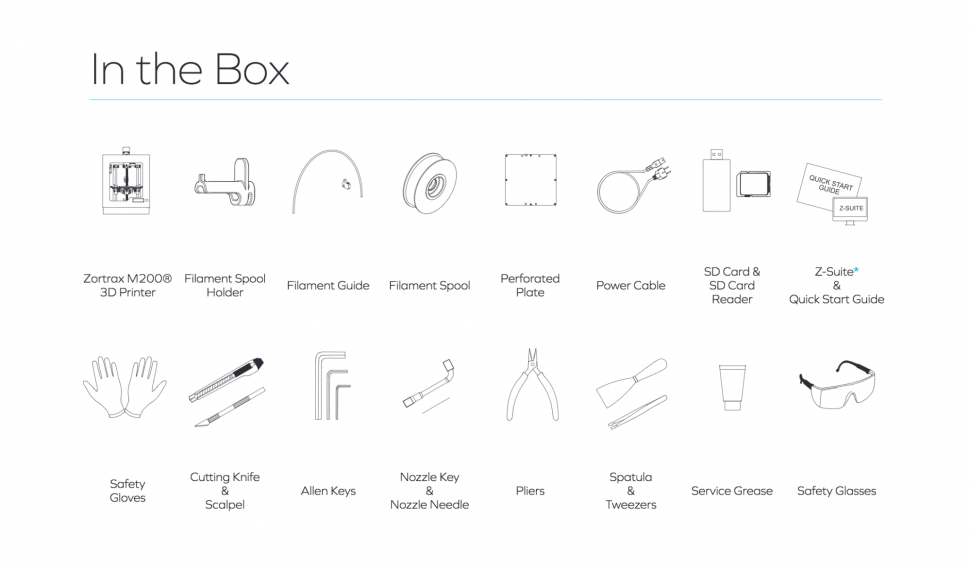 In the Box
QUICK START
GUIDE
Z-SUITE
Zortrax M200®
3D Printer
Filament Spool
Holder
Filament Guide
Filament Spool
Perforated
Plate
Power Cable
SD Card &
SD Card
Reader
Z-Suite*
&
Quick Start Guide
Safety
Gloves
Cutting Knife
&
Scalpel
Allen Keys
Nozzle Key
&
Nozzle Needle
Pliers
Spatula
&
Tweezers
Service Grease
Safety Glasses